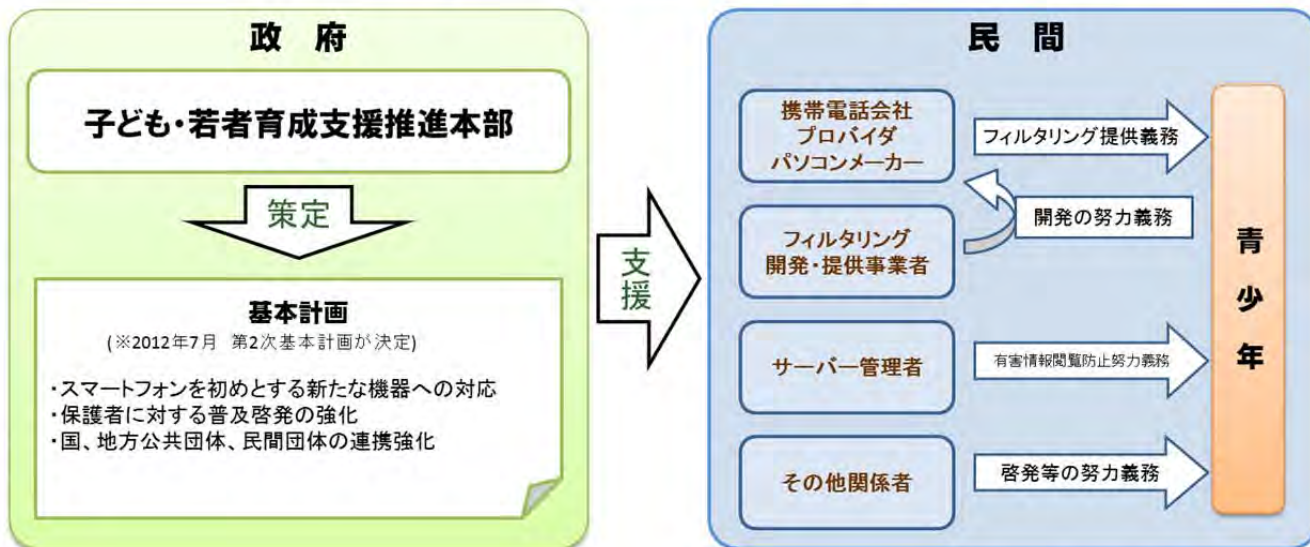 政 府
子ども・若者育成支援推進本部
策定
基本計画
(※2012年7月 第2次基本計画が決定)
・スマートフォンを初めとする新たな機器への対応
・保護者に対する普及啓発の強化
・国、地方公共団体、民間団体の連携強化
支援
民 間
携帯電話会社
プロバイダ
パソコンメーカー
フィルタリング提供義務
開発の努力義務
フィルタリング
開発・提供事業者
サーバー管理者
有害情報閲覧防止努力義務
その他関係者
啓発等の努力義務
青少年